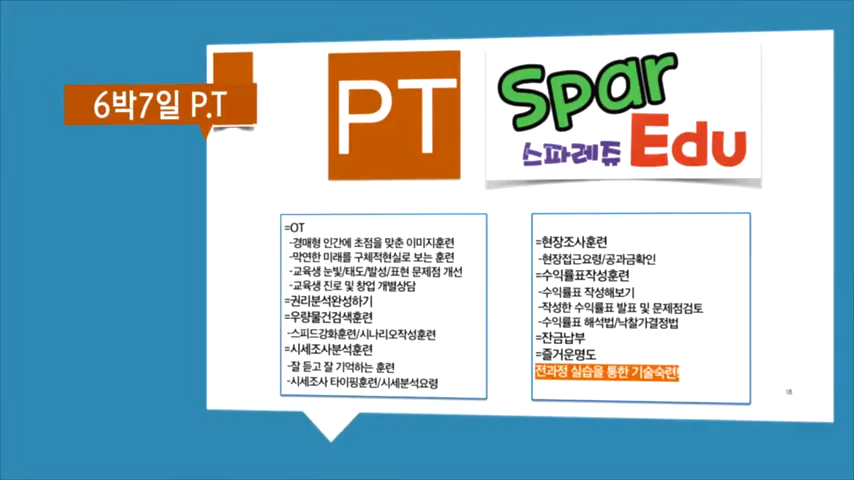 6박7일 P.T
PT
Spar
스파레쥬 Edu
=OT
-경매형 인간에 초점을 맞춘 이미지훈련
-막연한 미래를 구체적현실로 보는 훈련
-교육생 눈빛/태도/발성/표현 문제점 개선
-교육생 진로 및 창업 개별상담
=권리분석완성하기
=우량물건검색훈련
-스피드강화훈련/시나리오작성훈련
=시세조사분석훈련
-잘 듣고 잘 기억하는 훈련
-시세조사 타이핑훈련/시세분석요령
=현장조사훈련
-현장접근요령/공과금확인
=수익률표작성훈련
-수익률표 작성해보기
-작성한 수익률표 발표 및 문제점검토
-수익률표 해석법/낙찰가결정법
=잔금납부
=즐거운명도
전과정 실습을 통한 기술숙련!
18